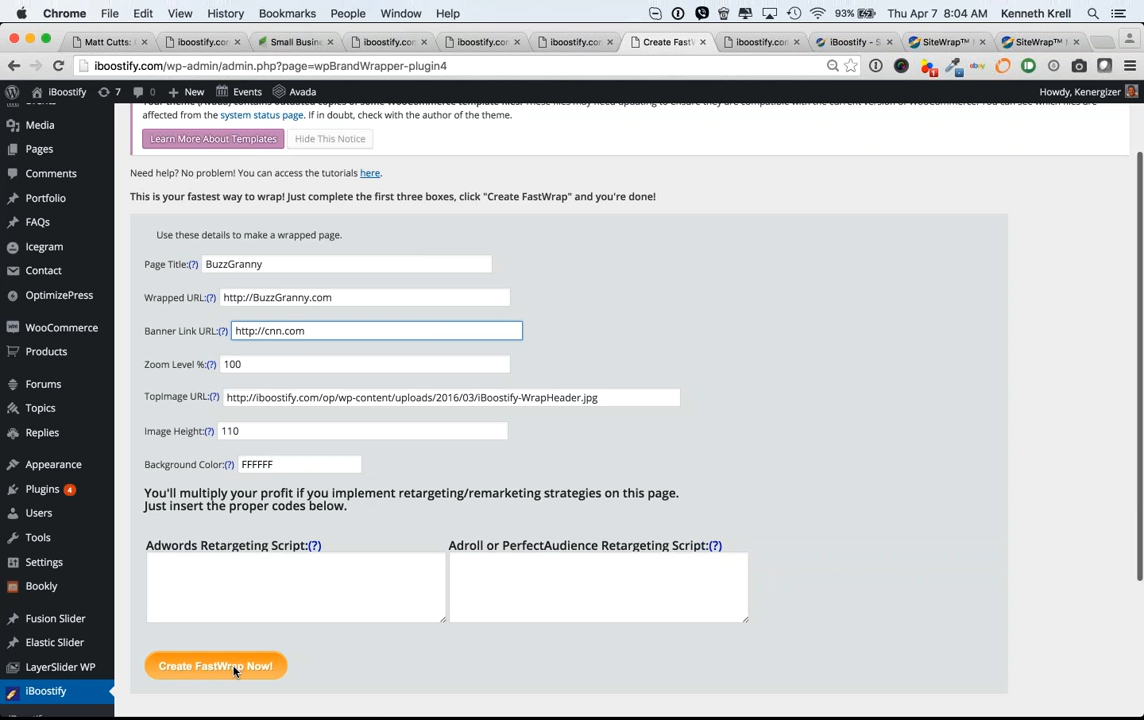 Chrome File Edit View History Bookmarks People Window Help 93% Thu Apr 7 8:04 AM Kenneth Krell
Matt Cutts: iboostify.com Small Busin iboostify.com iboostify.com iboostify.com Create FastW iboostify.com iBoostify - S SiteWrap™ | SiteWrap™ |
iboostify.com/wp-admin/admin.php?page=wpBrandWrapper-plugin4
iBoostify 7 0 + New Events Avada Howdy, Kenergizer
affected from the system status page. If in doubt, check with the author of the theme.
Learn More About Templates Hide This Notice
Need help? No problem! You can access the tutorials here.
This is your fastest way to wrap! Just complete the first three boxes, click "Create FastWrap" and you're done!
Use these details to make a wrapped page.
Page Title:(?) BuzzGranny
Wrapped URL:(?) http://BuzzGranny.com
Banner Link URL:(?) http://cnn.com
Zoom Level %:(?) 100
TopImage URL:(?) http://iboostify.com/op/wp-content/uploads/2016/03/iBoostify-WrapHeader.jpg
Image Height:(?) 110
Background Color:(?) FFFFFF
You'll multiply your profit if you implement retargeting/remarketing strategies on this page.
Just insert the proper codes below.
Adwords Retargeting Script:(?) Adroll or PerfectAudience Retargeting Script:(?)
Create FastWrap Now!
Media
Pages
Comments
Portfolio
FAQs
Icegram
Contact
OptimizePress
WooCommerce
Products
Forums
Topics
Replies
Appearance
Plugins 4
Users
Tools
Settings
Bookly
Fusion Slider
Elastic Slider
LayerSlider WP
iBoostify